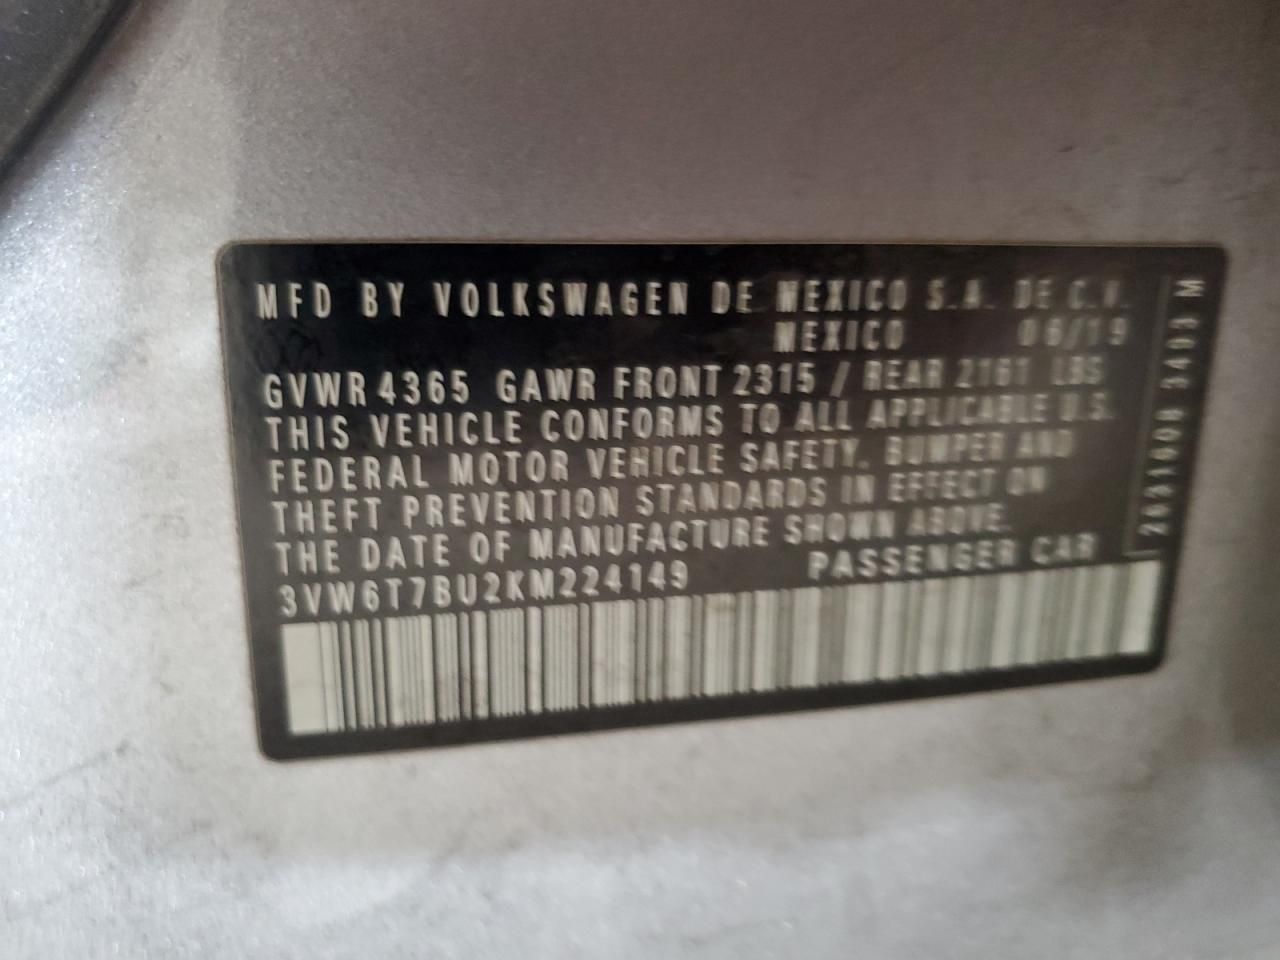 MFD BY VOLKSWAGEN DE MEXICO S.A. DE C.V.
MEXICO 06/19
GVWR 4365 GAWR FRONT 2315 / REAR 2161 LBS
THIS VEHICLE CONFORMS TO ALL APPLICABLE U.S.
FEDERAL MOTOR VEHICLE SAFETY, BUMPER AND
THEFT PREVENTION STANDARDS IN EFFECT ON
THE DATE OF MANUFACTURE SHOWN ABOVE.
3VW6T7BU2KM224149 PASSENGER CAR